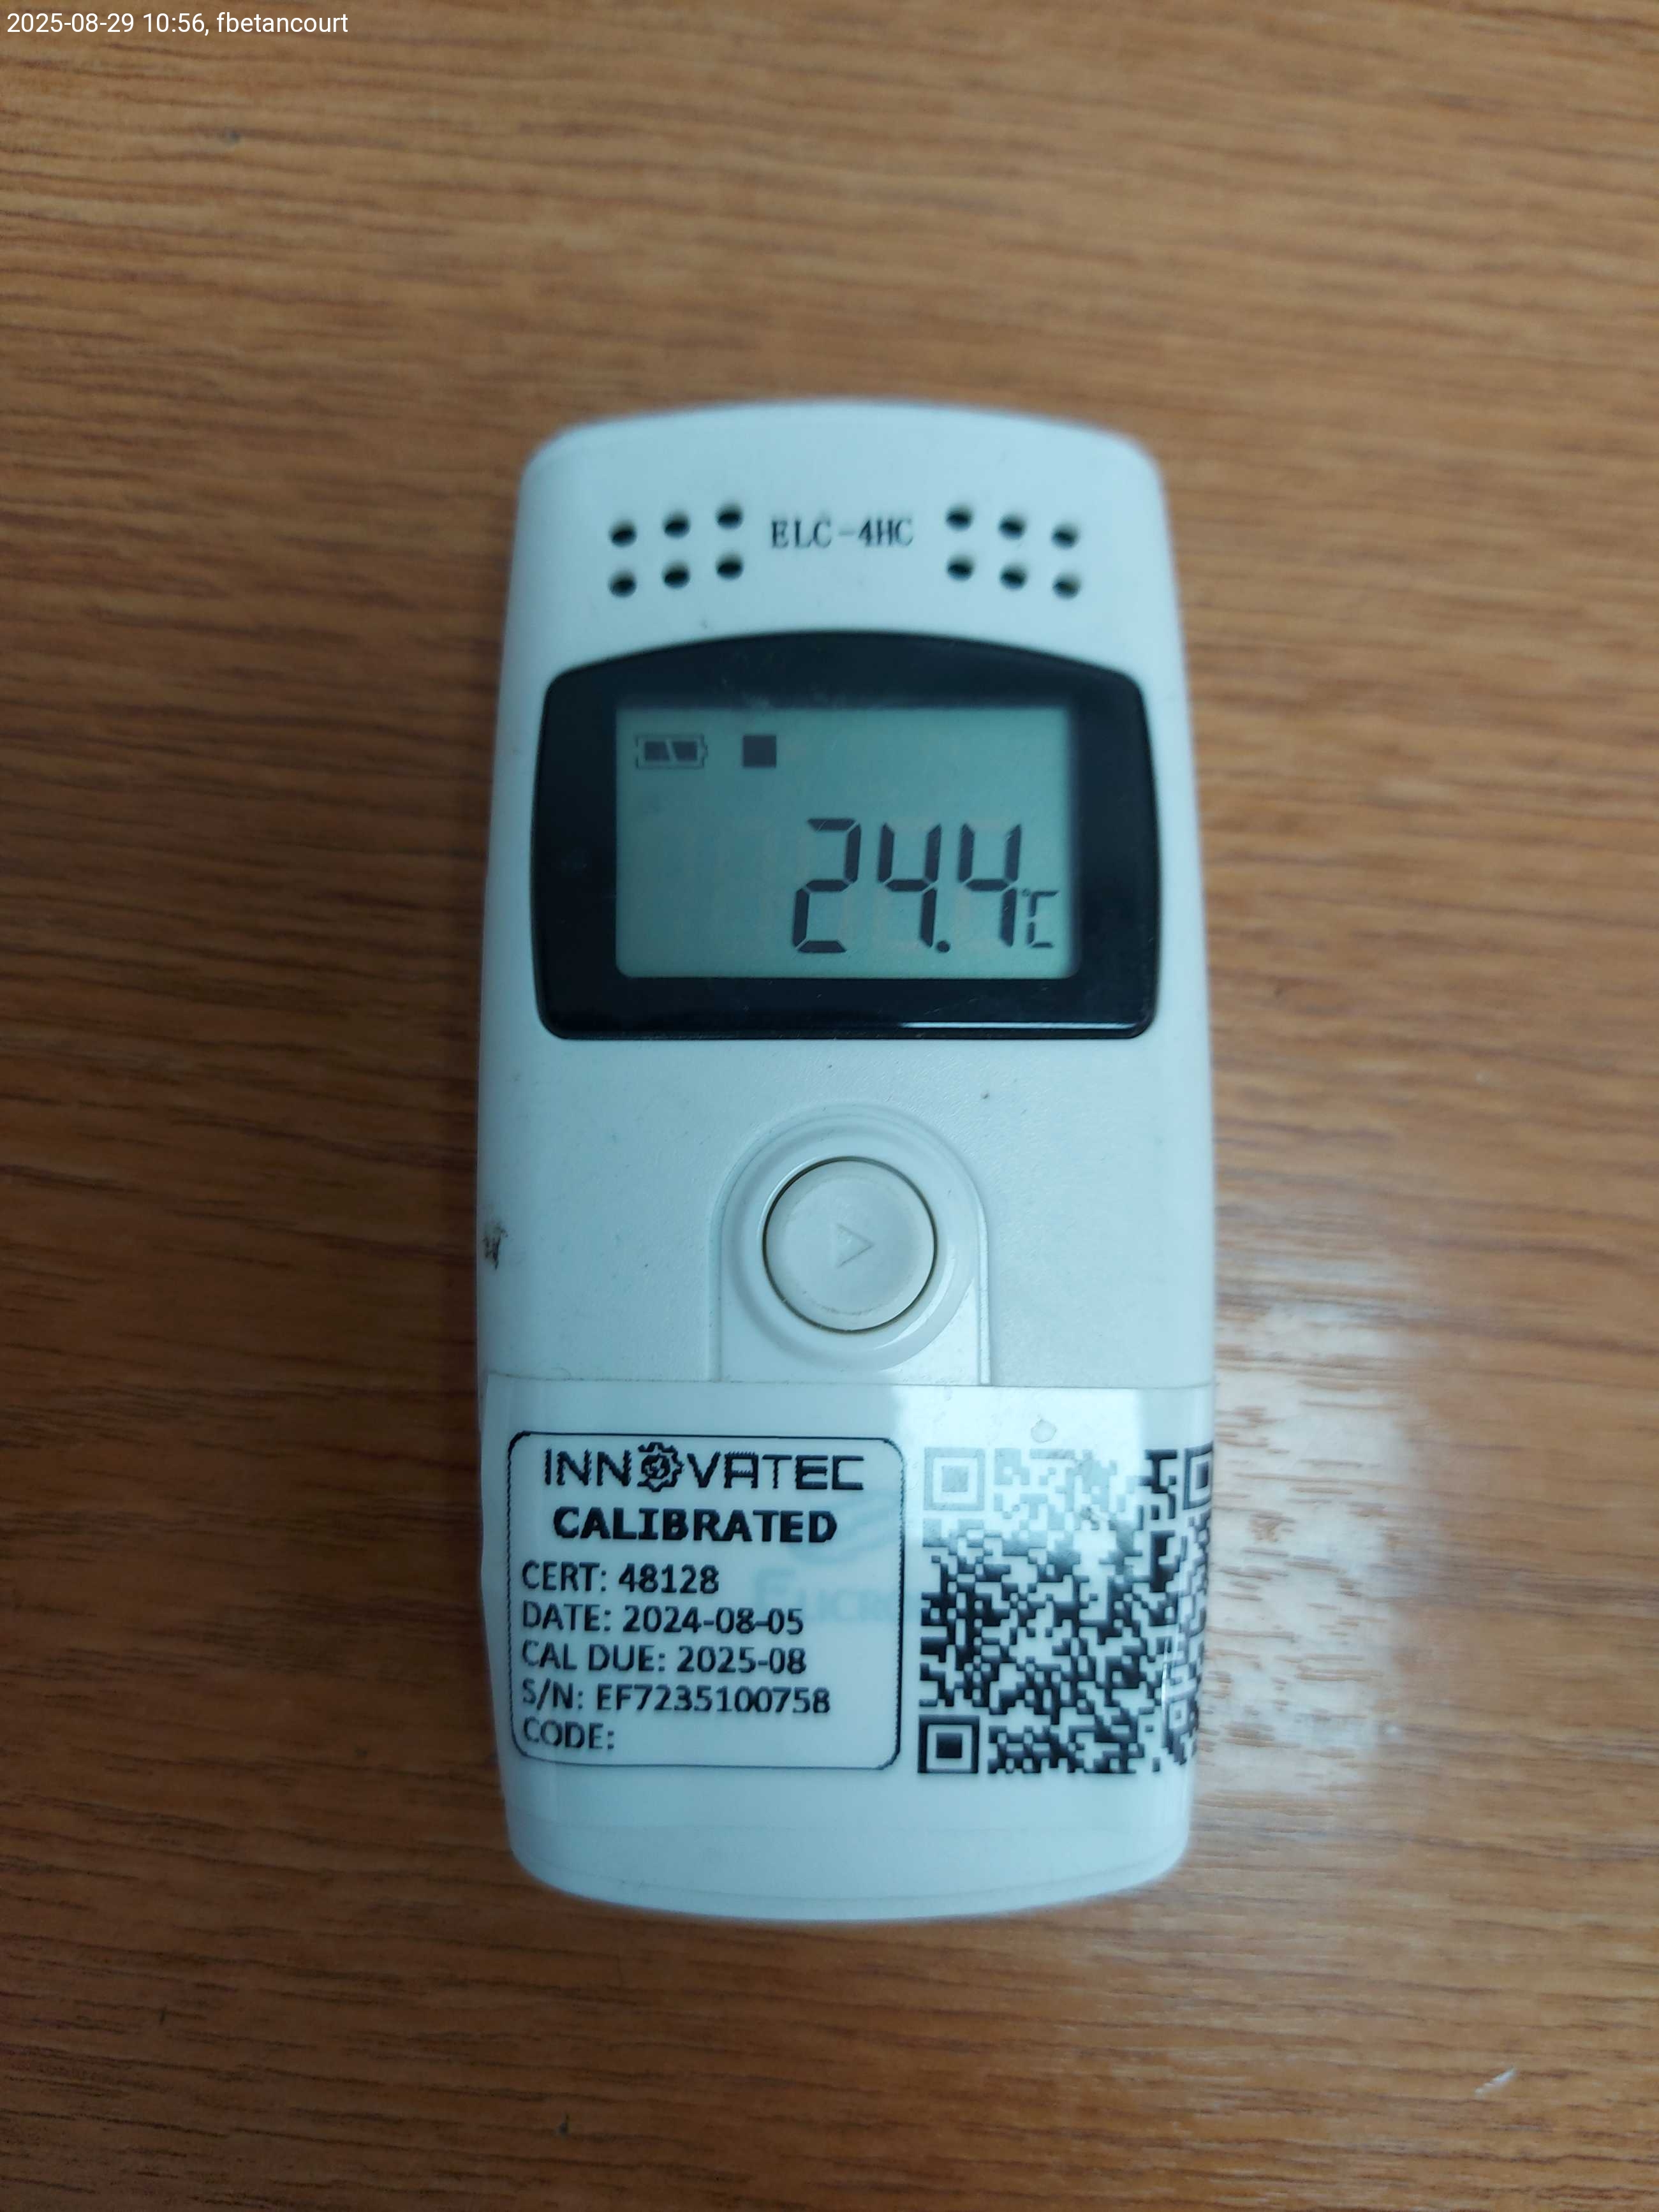 2025-08-29 10:56, fbetancourt
ELC-4HC
24.4°C
INNOVATEC
CALIBRATED
CERT: 48128
DATE: 2024-08-05
CAL DUE: 2025-08
S/N: EF7235100758
CODE: